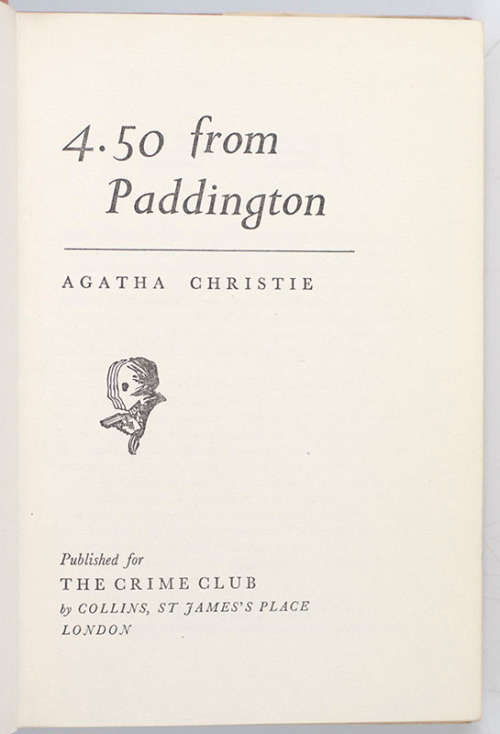 4.50 from
Paddington
AGATHA CHRISTIE
Published for
THE CRIME CLUB
by COLLINS, ST JAMES'S PLACE
LONDON